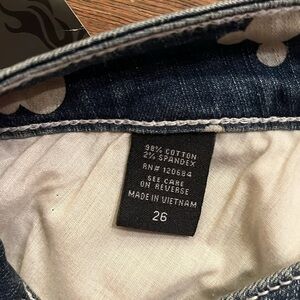 98% COTTON
2% SPANDEX
RN# 120684
SEE CARE
ON REVERSE
MADE IN VIETNAM
26